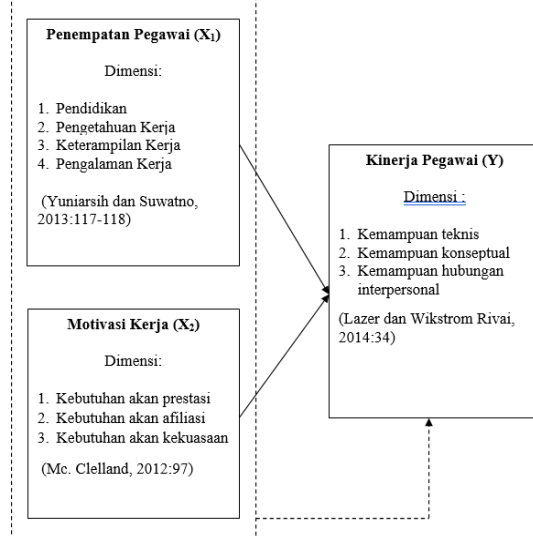 Penempatan Pegawai (X₁)
Dimensi:
1. Pendidikan
2. Pengetahuan Kerja
3. Keterampilan Kerja
4. Pengalaman Kerja
(Yuniarsih dan Suwatno,
2013:117-118)
Motivasi Kerja (X₂)
Dimensi:
1. Kebutuhan akan prestasi
2. Kebutuhan akan afiliasi
3. Kebutuhan akan kekuasaan
(Mc. Clelland, 2012:97)
Kinerja Pegawai (Y)
Dimensi :
1. Kemampuan teknis
2. Kemampuan konseptual
3. Kemampuan hubungan
interpersonal
(Lazer dan Wikstrom Rivai,
2014:34)